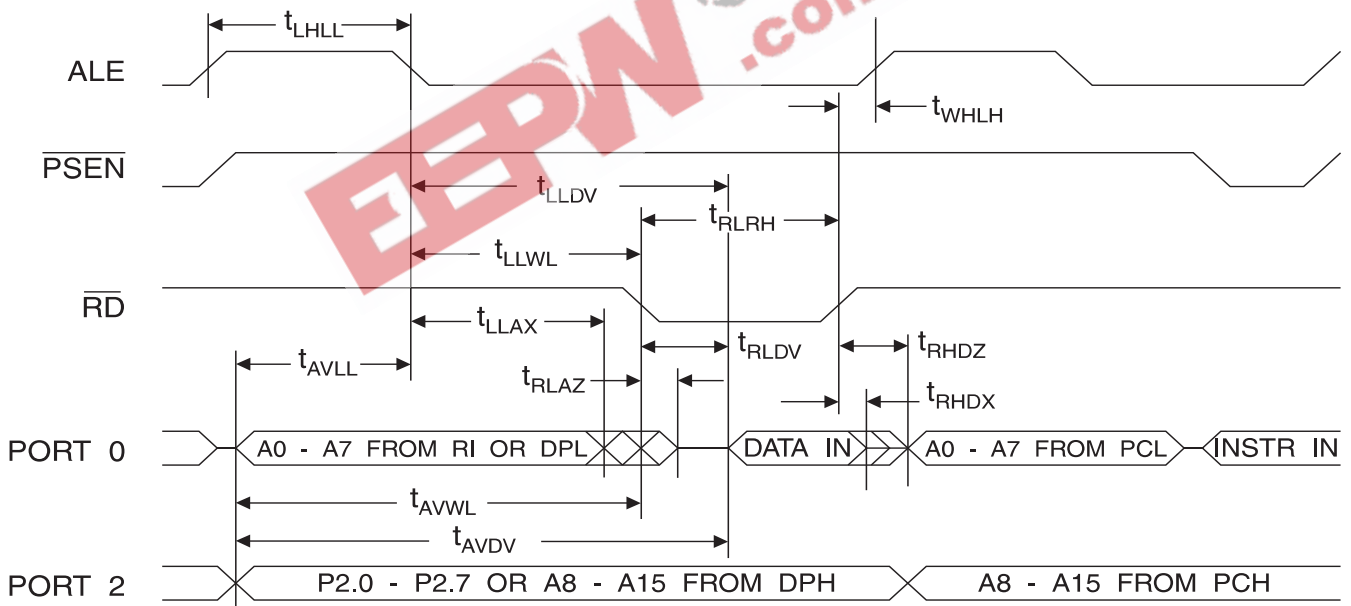 tLHLL
ALE
tWHLH
PSEN
tLLDV
tRLRH
tLLWL
RD
tLLAX
tRLDV
tRHDZ
tAVLL
tRLAZ
tRHDX
PORT 0
A0 - A7 FROM RI OR DPL
DATA IN
A0 - A7 FROM PCL
INSTR IN
tAVWL
tAVDV
PORT 2
P2.0 - P2.7 OR A8 - A15 FROM DPH
A8 - A15 FROM PCH
EEPW
.com